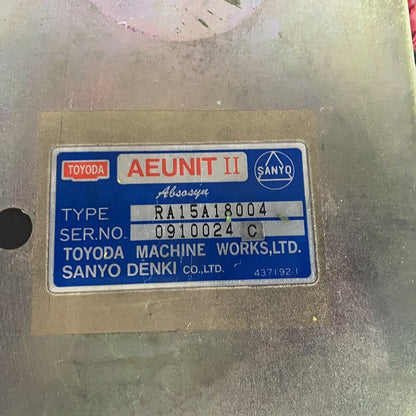 TOYODA AEUNIT II SANYO
Absosyn
TYPE RA15A18004
SER.NO. 0910024 C
TOYODA MACHINE WORKS,LTD.
SANYO DENKI CO.,LTD. 437192-1